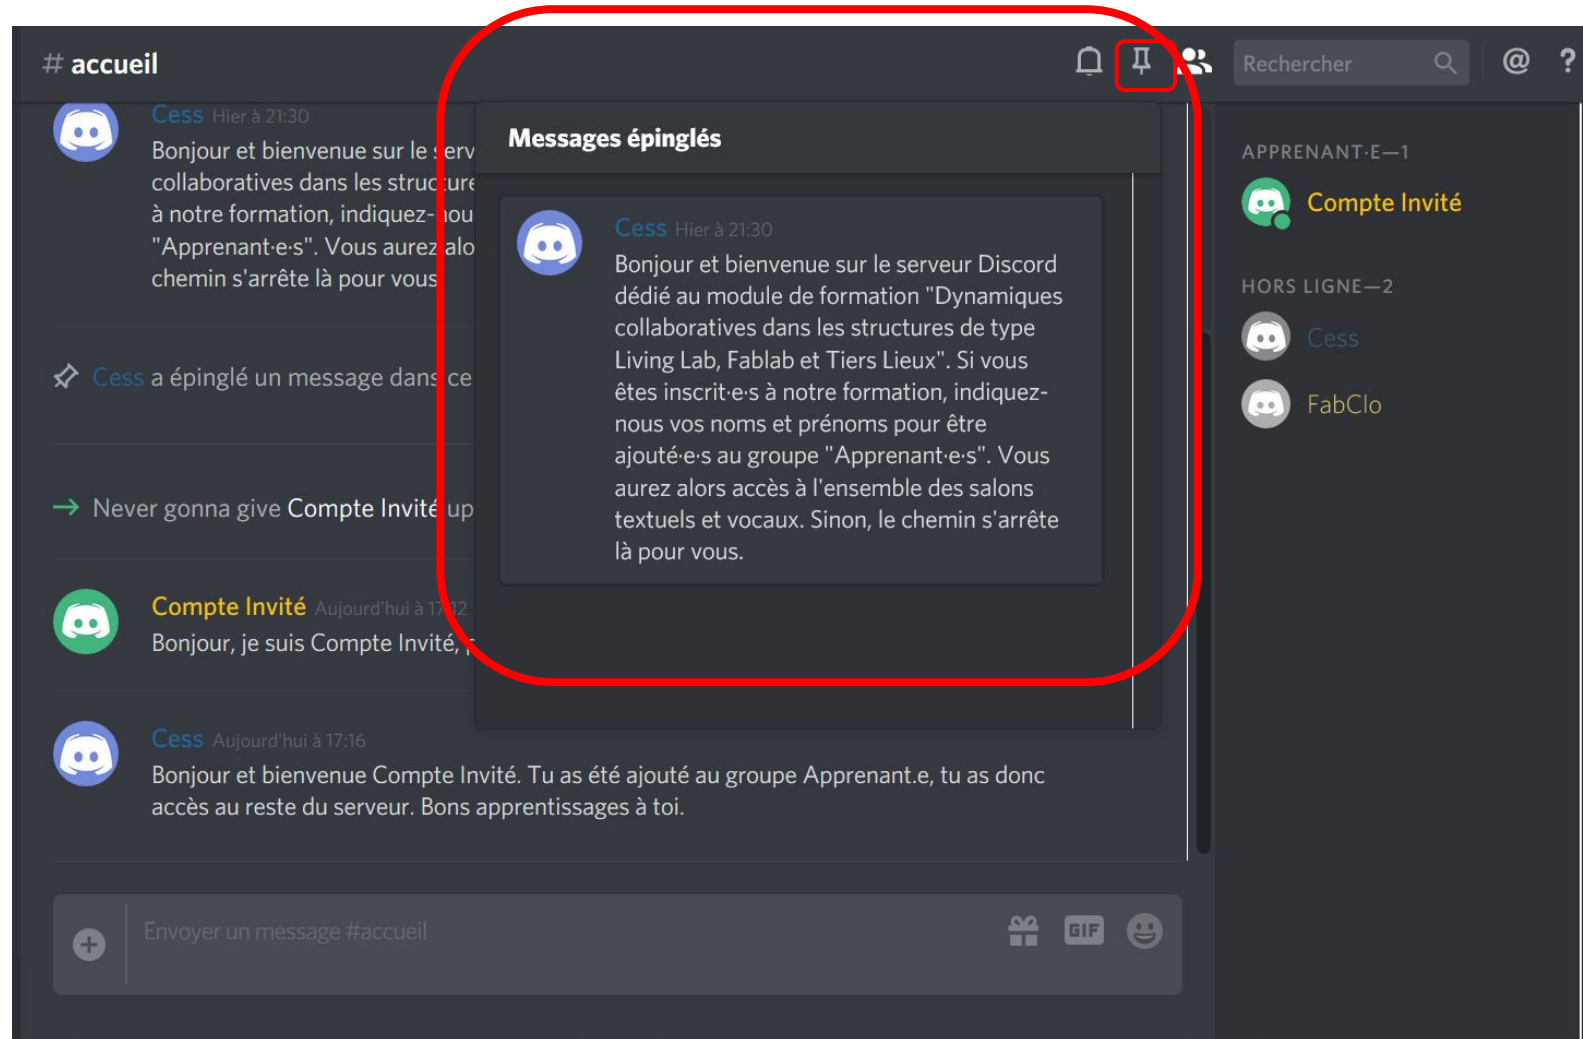 # accueil
Rechercher
@
?
Cess Hier à 21:30
Bonjour et bienvenue sur le serv
collaboratives dans les structure
à notre formation, indiquez-nou
"Apprenant·e·s". Vous aurez alo
chemin s'arrête là pour vous
Cess a épinglé un message dans ce
Never gonna give Compte Invité up
Compte Invité Aujourd'hui à 17:12
Bonjour, je suis Compte Invité,
Cess Aujourd'hui à 17:16
Bonjour et bienvenue Compte Invité. Tu as été ajouté au groupe Apprenant.e, tu as donc
accès au reste du serveur. Bons apprentissages à toi.
Envoyer un message #accueil
GIF
Messages épinglés
Cess Hier à 21:30
Bonjour et bienvenue sur le serveur Discord
dédié au module de formation "Dynamiques
collaboratives dans les structures de type
Living Lab, Fablab et Tiers Lieux". Si vous
êtes inscrit·e·s à notre formation, indiquez-
nous vos noms et prénoms pour être
ajouté·e·s au groupe "Apprenant·e·s". Vous
aurez alors accès à l'ensemble des salons
textuels et vocaux. Sinon, le chemin s'arrête
là pour vous.
APPRENANT·E—1
Compte Invité
HORS LIGNE—2
Cess
FabClo